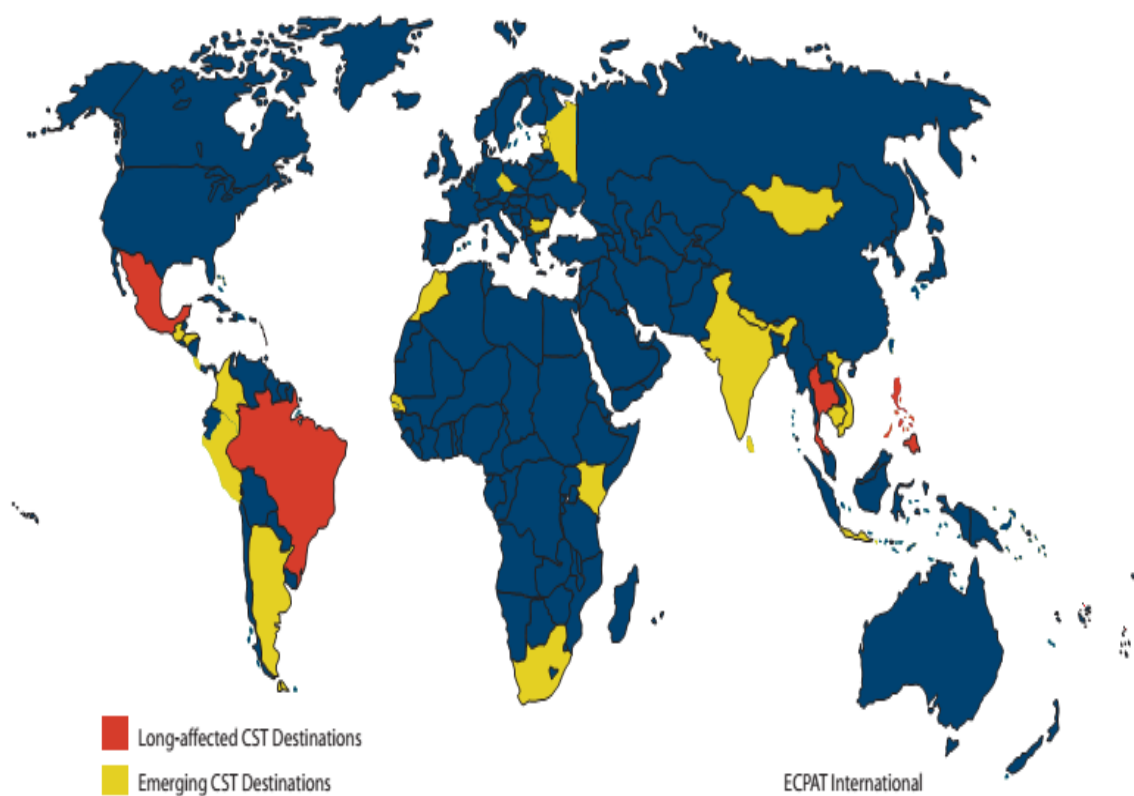 Long-affected CST Destinations
Emerging CST Destinations
ECPAT International